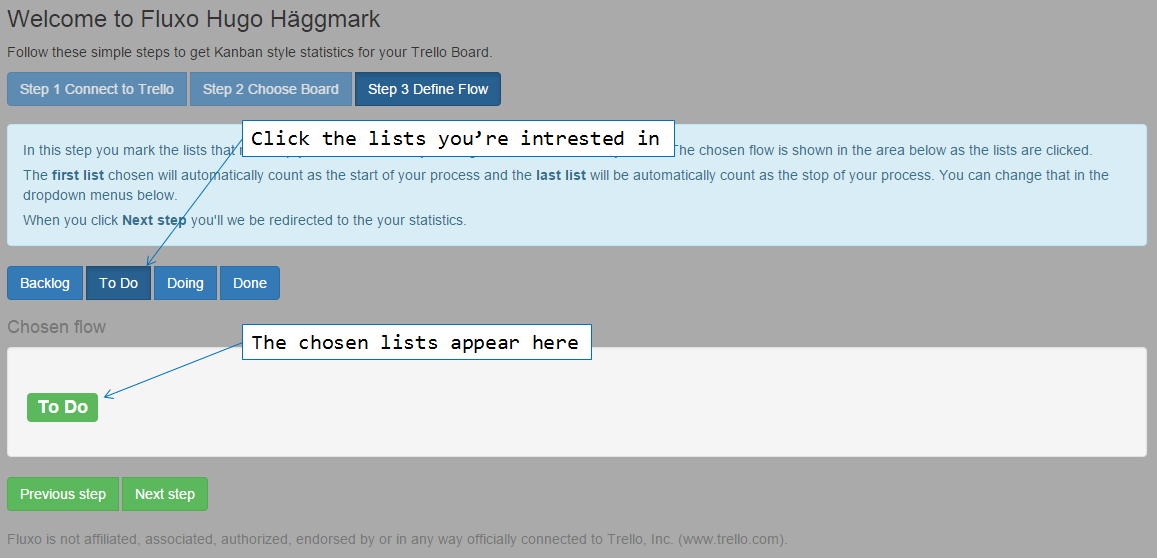 Welcome to Fluxo Hugo Häggmark
Follow these simple steps to get Kanban style statistics for your Trello Board.
Step 1 Connect to Trello Step 2 Choose Board Step 3 Define Flow
Click the lists you’re intrested in
In this step you mark the lists that The chosen flow is shown in the area below as the lists are clicked.
The first list chosen will automatically count as the start of your process and the last list will be automatically count as the stop of your process. You can change that in the
dropdown menus below.
When you click Next step you'll we be redirected to the your statistics.
Backlog To Do Doing Done
Chosen flow
The chosen lists appear here
To Do
Previous step Next step
Fluxo is not affiliated, associated, authorized, endorsed by or in any way officially connected to Trello, Inc. (www.trello.com).